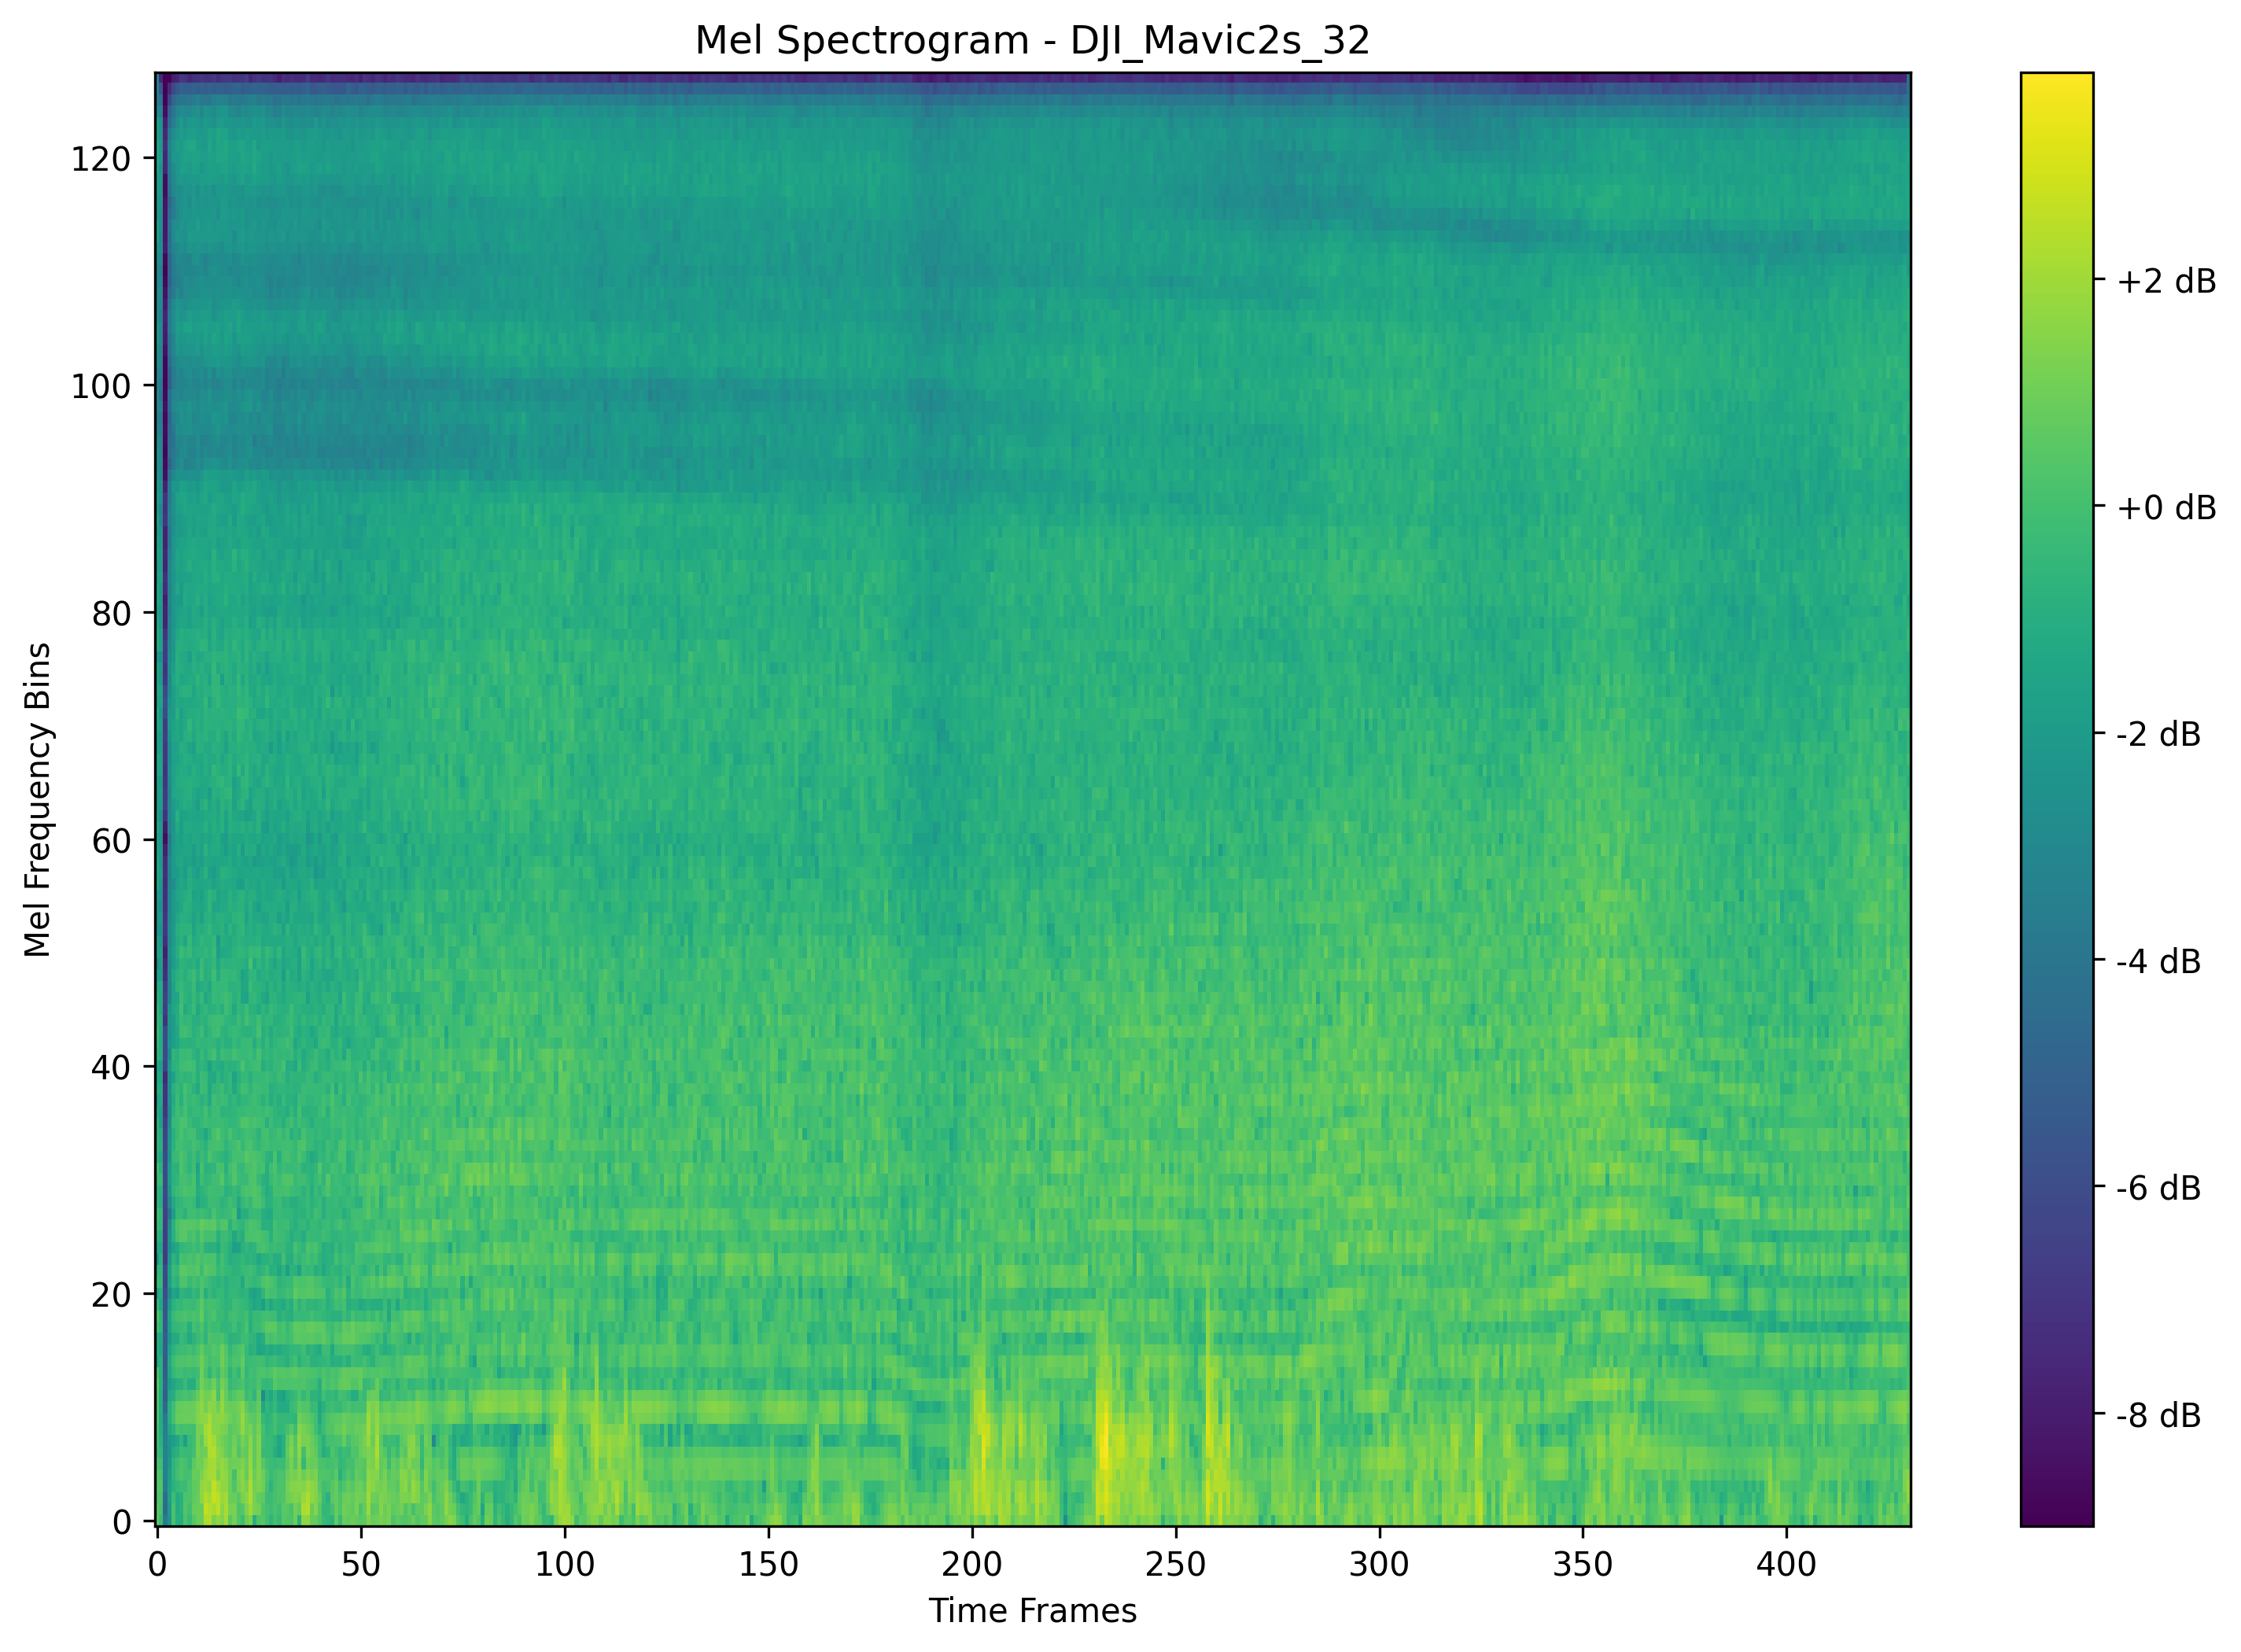 Mel Spectrogram - DJI_Mavic2s_32
Mel Frequency Bins
120
100
80
60
40
20
0
0 50 100 150 200 250 300 350 400
Time Frames
+2 dB
+0 dB
-2 dB
-4 dB
-6 dB
-8 dB